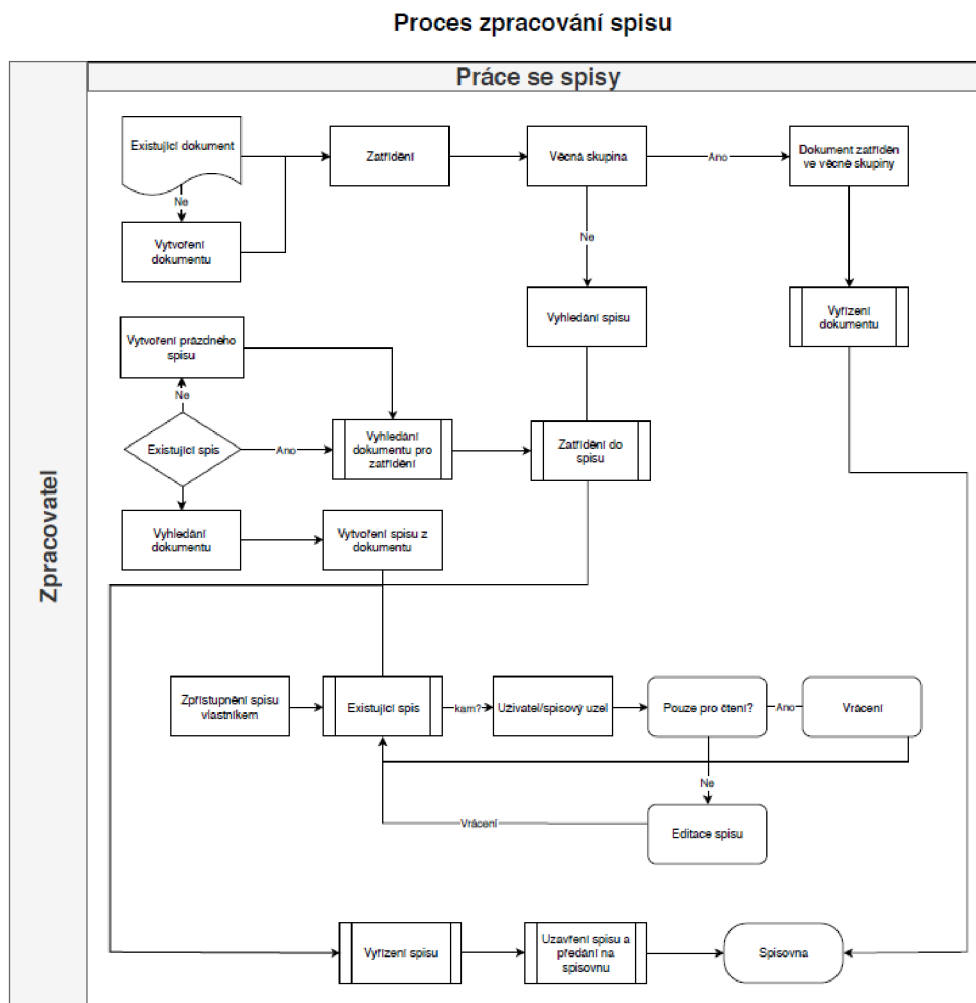 Proces zpracování spisu
Práce se spisy
Zpracovatel
Existující dokument
Zatřídění
Věcná skupina
Ano
Dokument zatříděn
ve věcné skupiny
Ne
Vytvoření
dokumentu
Ne
Vyhledání spisu
Vyřízení
dokumentu
Vytvoření prázdného
spisu
Ne
Existující spis
Ano
Vyhledání
dokumentu pro
zatřídění
Zatřídění do
spisu
Vyhledání
dokumentu
Vytvoření spisu z
dokumentu
Zpřístupnění spisu
vlastníkem
Existující spis
kam?
Uživatel/spisový uzel
Pouze pro čtení?
Ano
Vrácení
Ne
Vrácení
Editace spisu
Vyřízení spisu
Uzavření spisu a
předání na
spisovnu
Spisovna